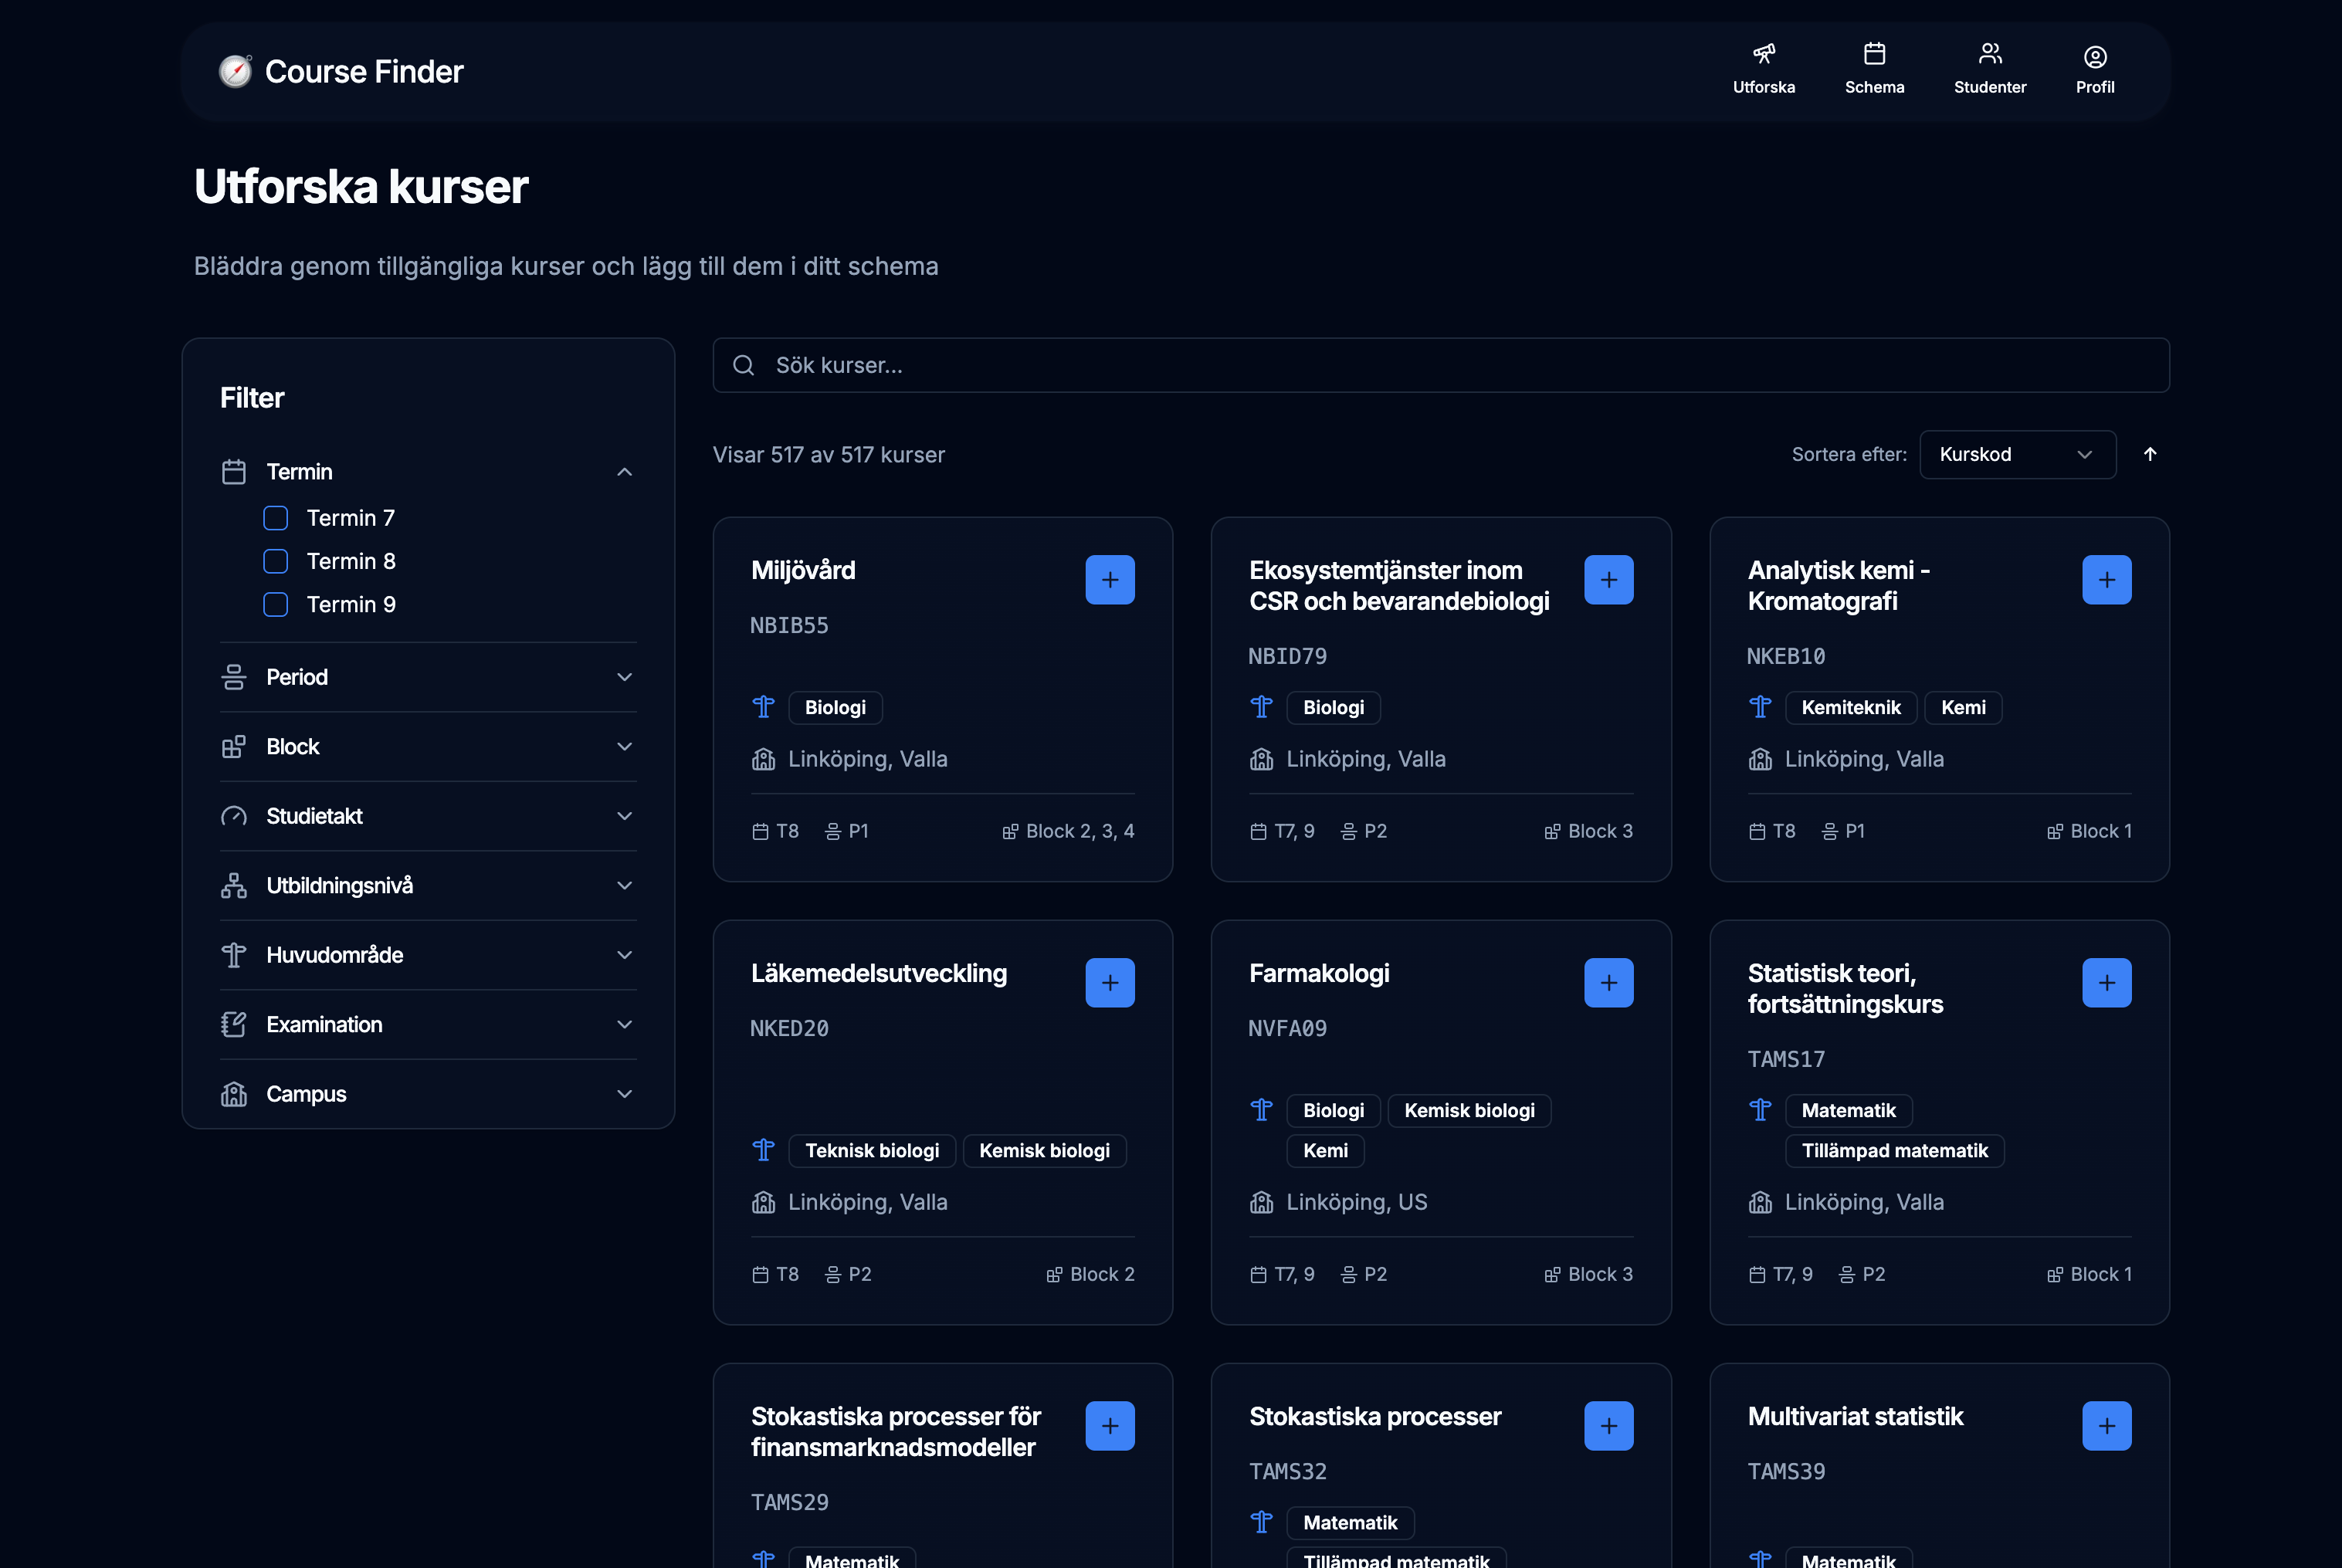 Course Finder
Utforska
Schema
Studenter
Profil
Utforska kurser
Bläddra genom tillgängliga kurser och lägg till dem i ditt schema
Filter
Termin
Termin 7
Termin 8
Termin 9
Period
Block
Studietakt
Utbildningsnivå
Huvudområde
Examination
Campus
Sök kurser...
Visar 517 av 517 kurser
Sortera efter:
Kurskod
Miljövård
NBIB55
Biologi
Linköping, Valla
T8 P1 Block 2, 3, 4
Ekosystemtjänster inom
CSR och bevarandebiologi
NBID79
Biologi
Linköping, Valla
T7, 9 P2 Block 3
Analytisk kemi -
Kromatografi
NKEB10
Kemiteknik Kemi
Linköping, Valla
T8 P1 Block 1
Läkemedelsutveckling
NKED20
Teknisk biologi Kemisk biologi
Linköping, Valla
T8 P2 Block 2
Farmakologi
NVFA09
Biologi Kemisk biologi
Kemi
Linköping, US
T7, 9 P2 Block 3
Statistisk teori,
fortsättningskurs
TAMS17
Matematik
Tillämpad matematik
Linköping, Valla
T7, 9 P2 Block 1
Stokastiska processer för
finansmarknadsmodeller
TAMS29
Matematik
Stokastiska processer
TAMS32
Matematik
Tillämpad matematik
Multivariat statistik
TAMS39
Matematik